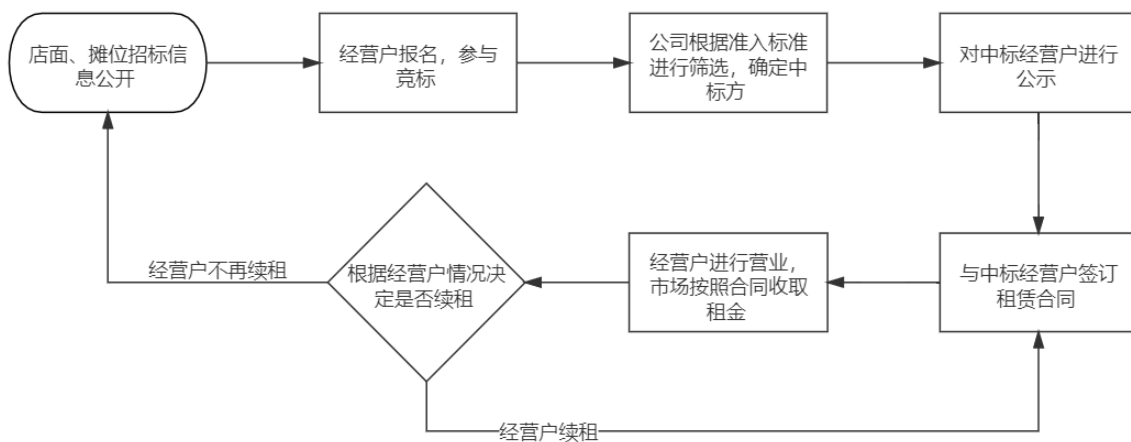 店面、摊位招标信
息公开
经营户报名，参与
竞标
公司根据准入标准
进行筛选，确定中
标方
对中标经营户进行
公示
经营户不再续租
根据经营户情况决
定是否续租
经营户进行营业，
市场按照合同收取
租金
与中标经营户签订
租赁合同
经营户续租